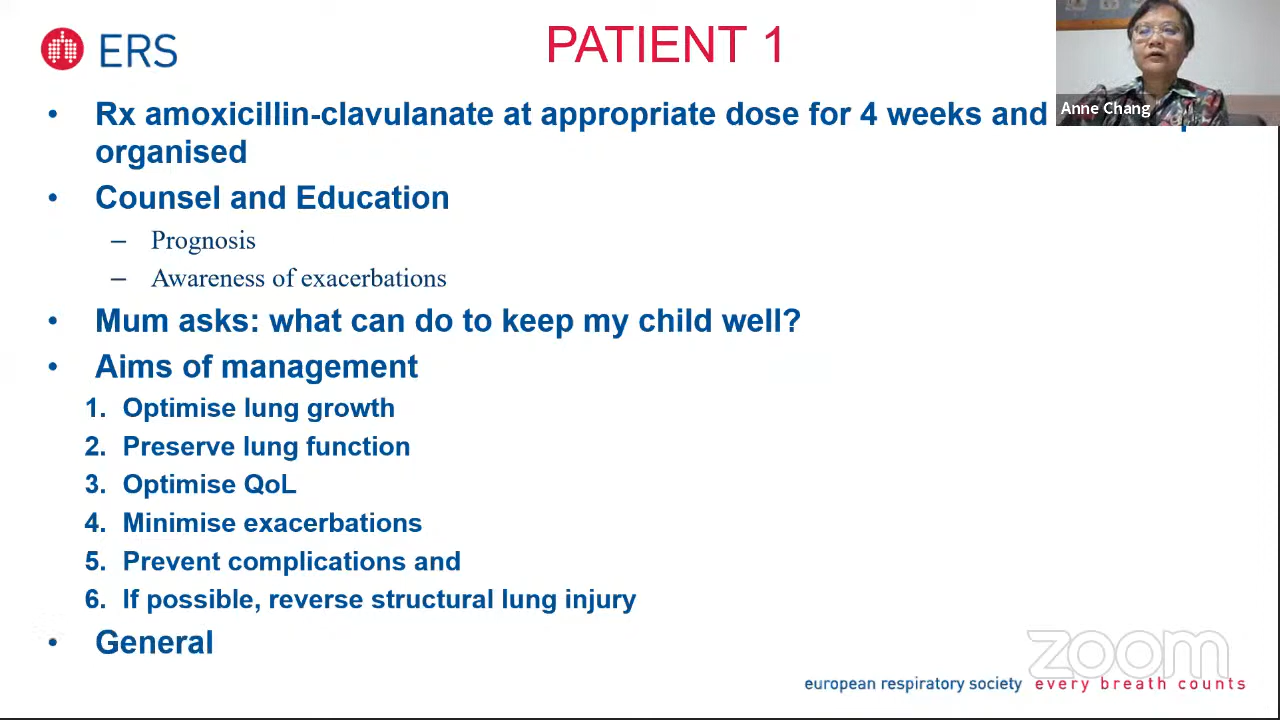 ERS
PATIENT 1
Anne Chang
• Rx amoxicillin-clavulanate at appropriate dose for 4 weeks and
organised
• Counsel and Education
– Prognosis
– Awareness of exacerbations
• Mum asks: what can do to keep my child well?
• Aims of management
1. Optimise lung growth
2. Preserve lung function
3. Optimise QoL
4. Minimise exacerbations
5. Prevent complications and
6. If possible, reverse structural lung injury
• General
zoom
european respiratory society every breath counts